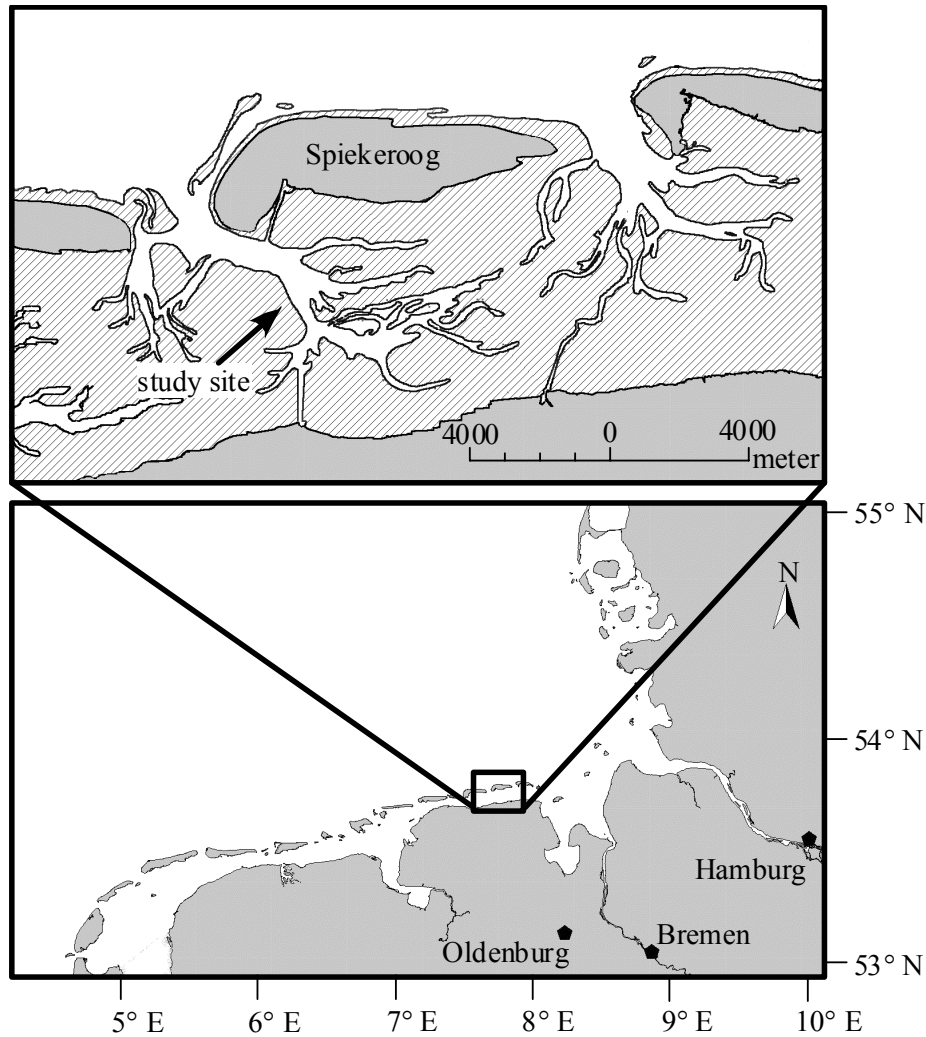 Spiekeroog
study site
4000 0 4000
meter
55° N
N
54° N
Hamburg
Bremen
Oldenburg
53° N
5° E 6° E 7° E 8° E 9° E 10° E